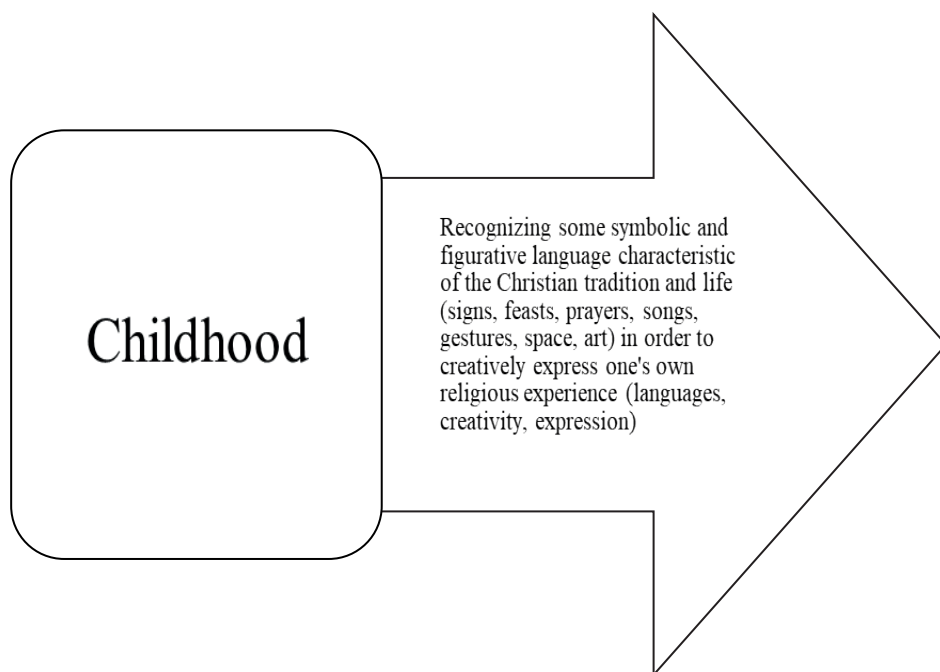 Childhood
Recognizing some symbolic and
figurative language characteristic
of the Christian tradition and life
(signs, feasts, prayers, songs,
gestures, space, art) in order to
creatively express one's own
religious experience (languages,
creativity, expression)